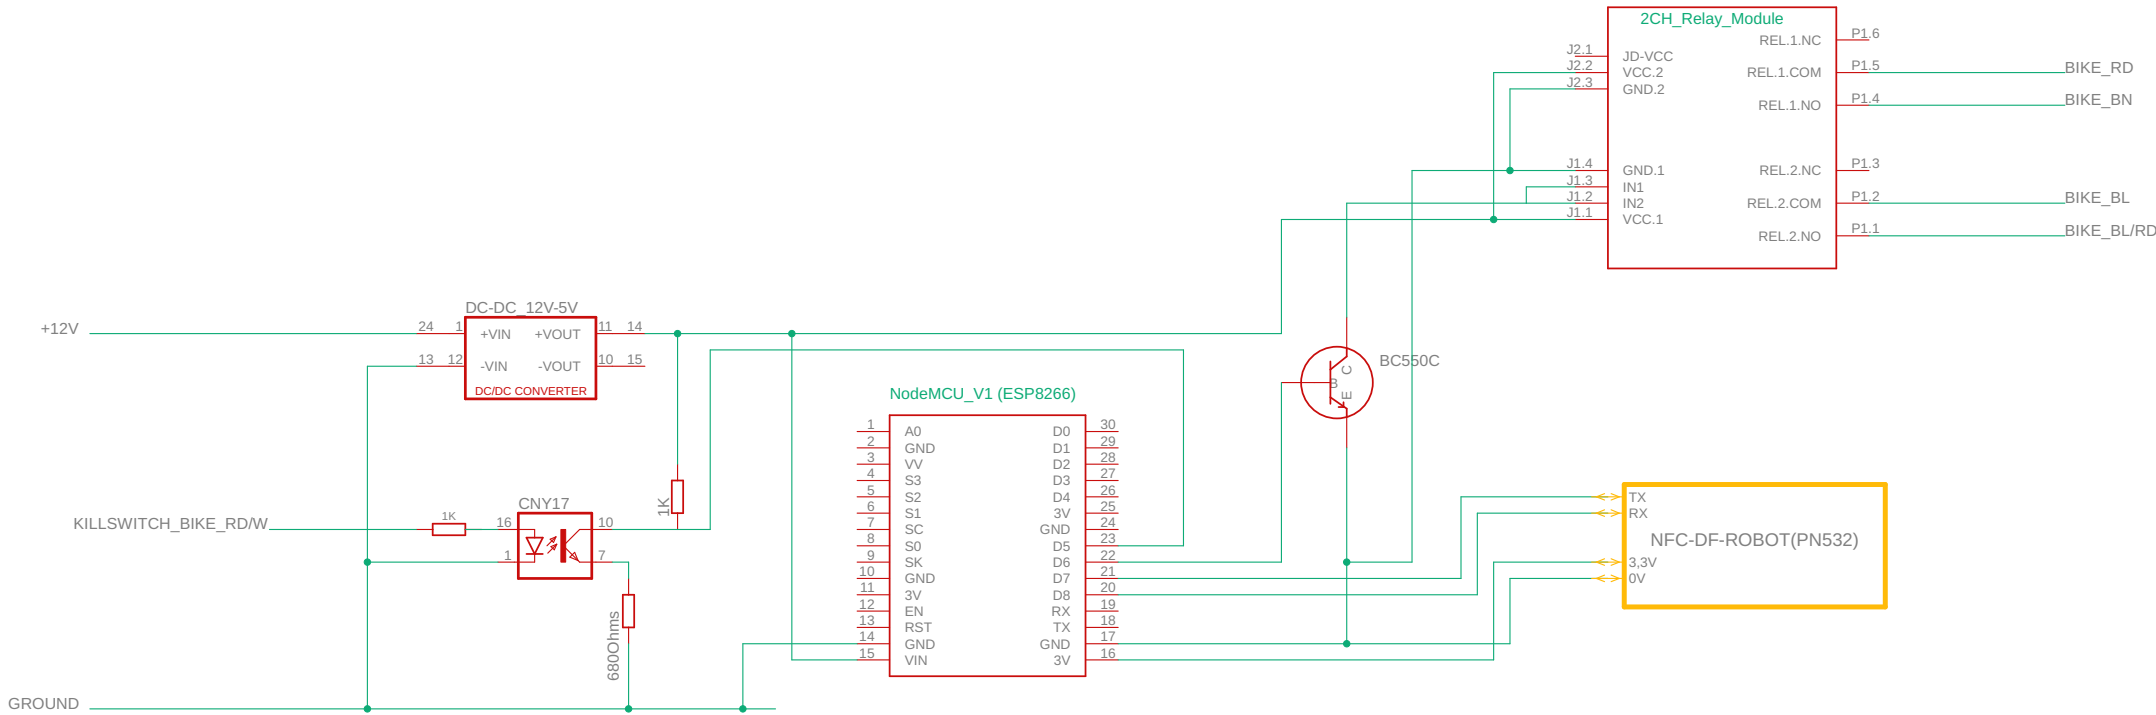 2CH_Relay_Module
J2.1 JD-VCC
J2.2 VCC.2
J2.3 GND.2
J1.4 GND.1
J1.3 IN1
J1.2 IN2
J1.1 VCC.1
REL.1.NC P1.6
REL.1.COM P1.5 BIKE_RD
REL.1.NO P1.4 BIKE_BN
REL.2.NC P1.3
REL.2.COM P1.2 BIKE_BL
REL.2.NO P1.1 BIKE_BL/RD
DC-DC_12V-5V
+12V 24 1 +VIN +VOUT 11 14
13 12 -VIN -VOUT 10 15
DC/DC CONVERTER
BC550C
C
B
E
NodeMCU_V1 (ESP8266)
1 A0 D0 30
2 GND D1 29
3 VV D2 28
4 S3 D3 27
5 S2 D4 26
6 S1 3V 25
7 SC GND 24
8 S0 D5 23
9 SK D6 22
10 GND D7 21
11 3V D8 20
12 EN RX 19
13 RST TX 18
14 GND GND 17
15 VIN 3V 16
1K
CNY17
KILLSWITCH_BIKE_RD/W 1K 16 10
1 7
680Ohms
GROUND
TX
RX
NFC-DF-ROBOT(PN532)
3,3V
0V